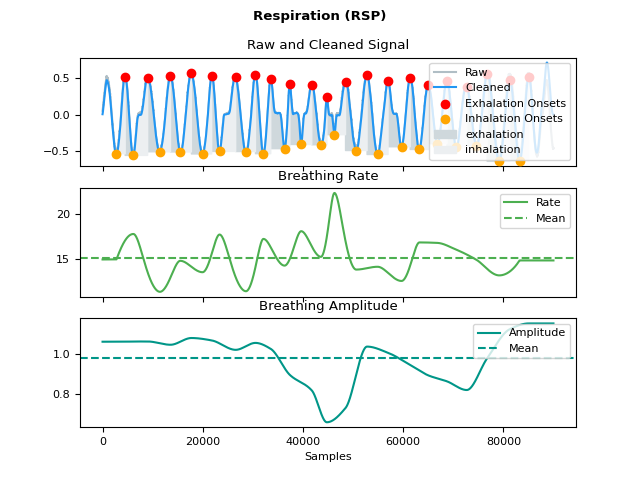 Respiration (RSP)
Raw and Cleaned Signal
0.5
0.0
−0.5
Raw
Cleaned
Exhalation Onsets
Inhalation Onsets
exhalation
inhalation
Breathing Rate
20
15
Rate
Mean
Breathing Amplitude
1.0
0.8
Amplitude
Mean
0 20000 40000 60000 80000
Samples